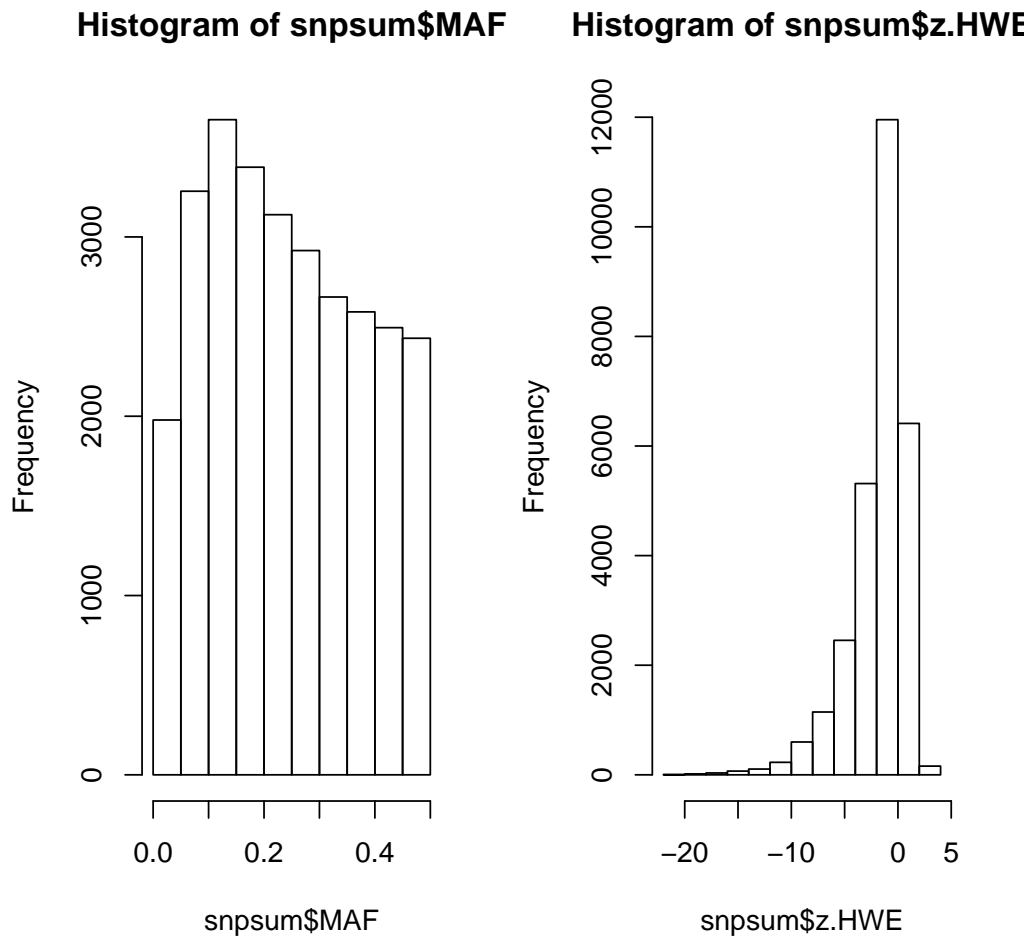 Histogram of snpsum$MAF
Frequency
3000
2000
1000
0
0.0 0.2 0.4
snpsum$MAF
Histogram of snpsum$z.HWE
Frequency
12000
10000
8000
6000
4000
2000
0
−20 −10 0 5
snpsum$z.HWE